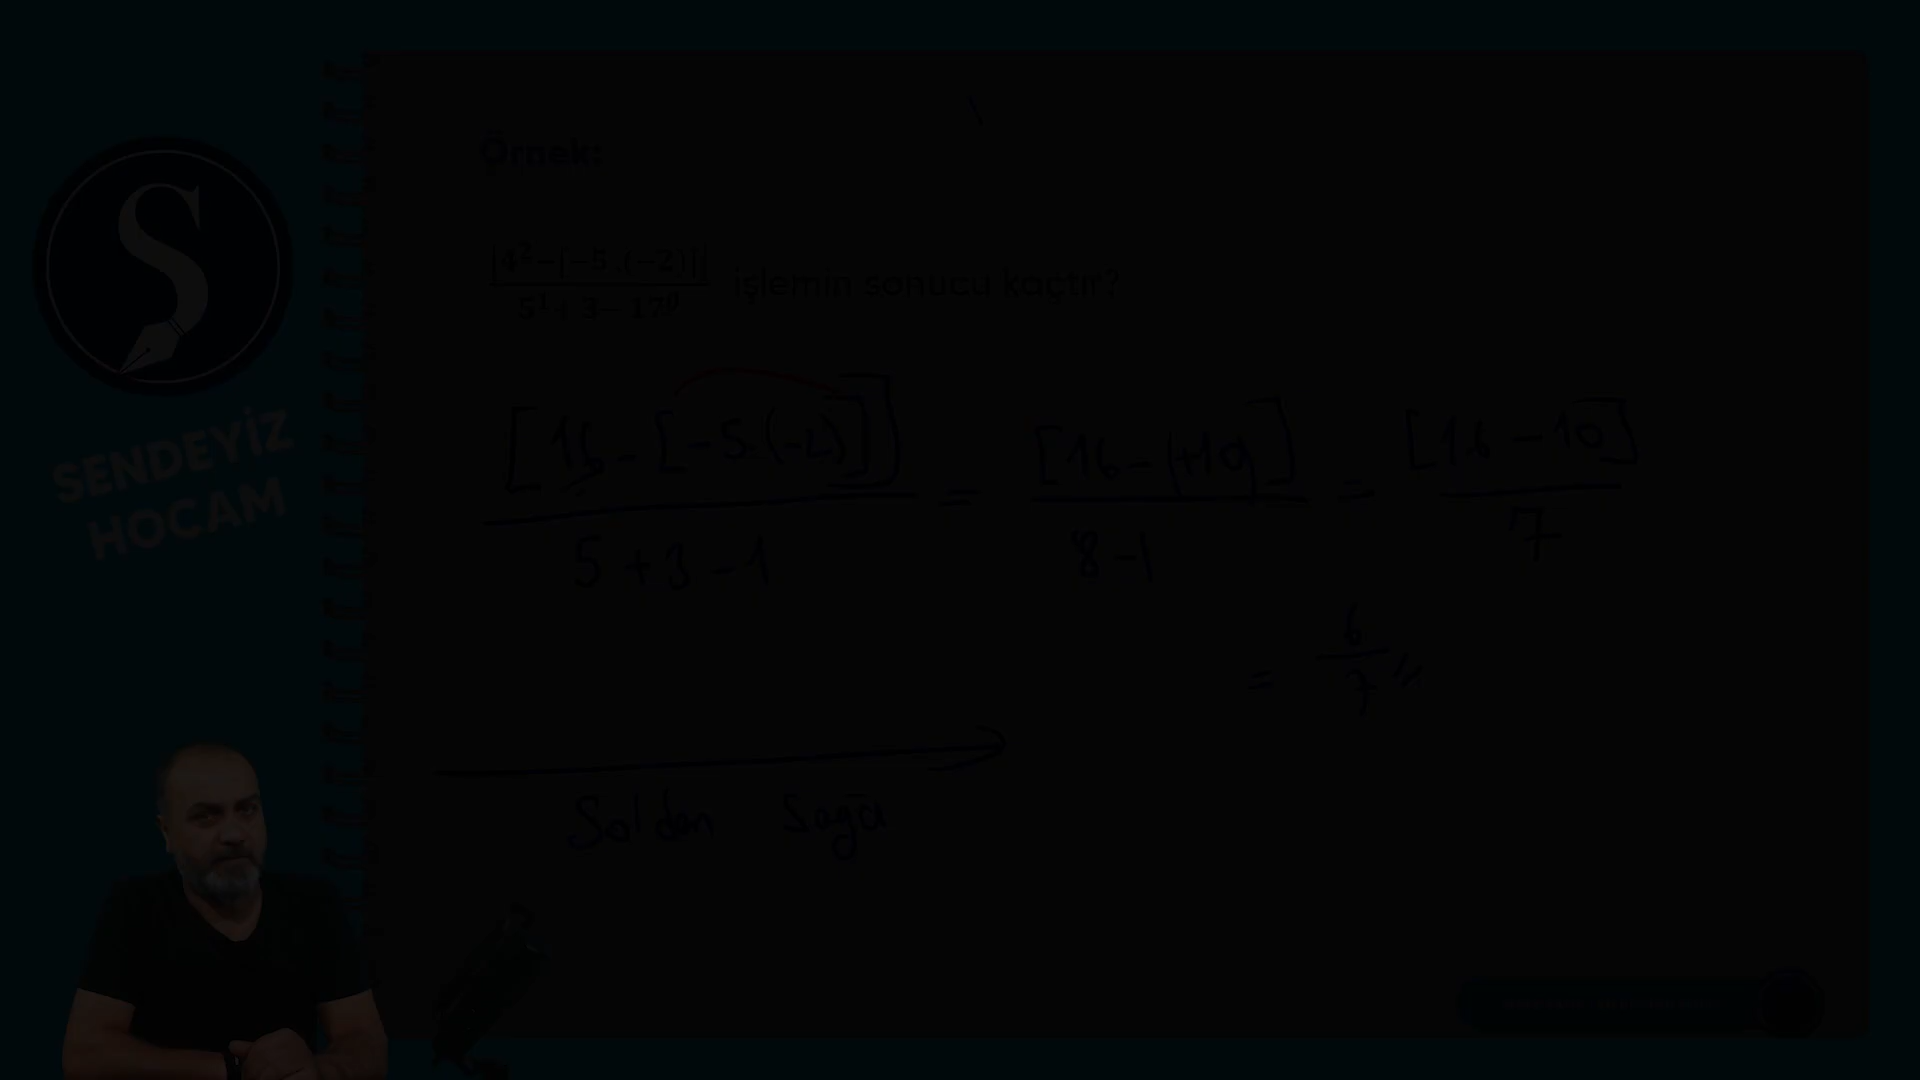 Örnek:
[4²-[-5.(-2)]]
5¹+ 3- 17⁰
işlemin sonucu kaçtır?
[16-[-5.(-2)]]
5+3-1
=
[16-(+10)]
8-1
=
[16-10]
7
=
6
7
Soldan Sağa
S
SENDEYİZ
HOCAM